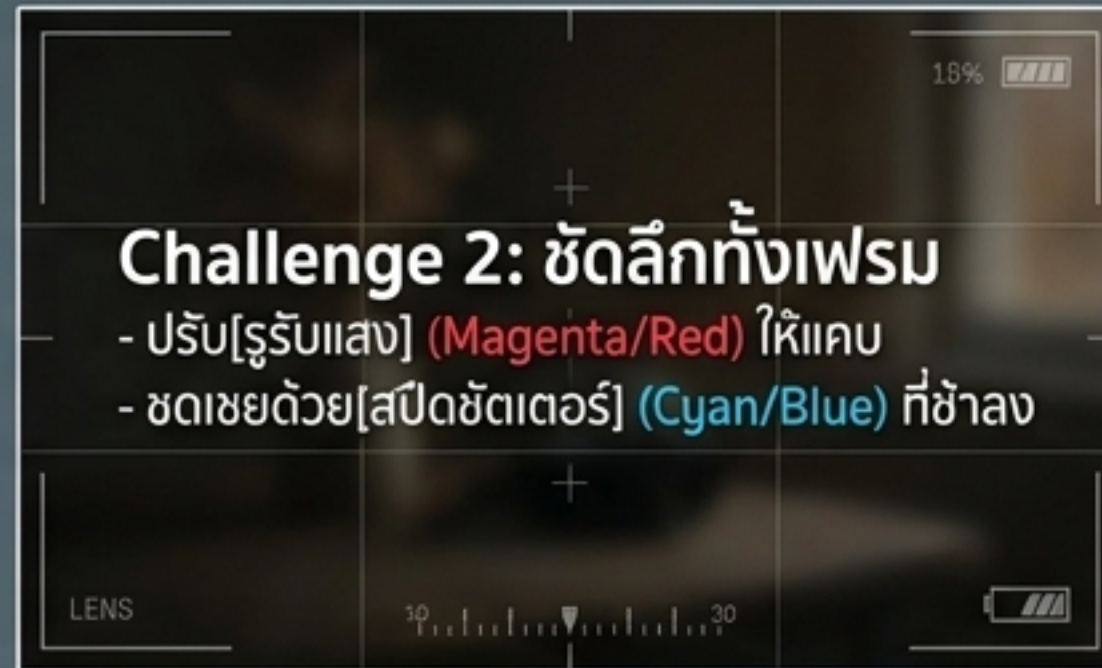 18%
Challenge 2: ชัดลึกทั้งเฟรม
- ปรับ[รูรับแสง] (Magenta/Red) ให้แคบ
- ชดเชยด้วย[สปีดชัตเตอร์] (Cyan/Blue) ที่ช้าลง
LENS
30